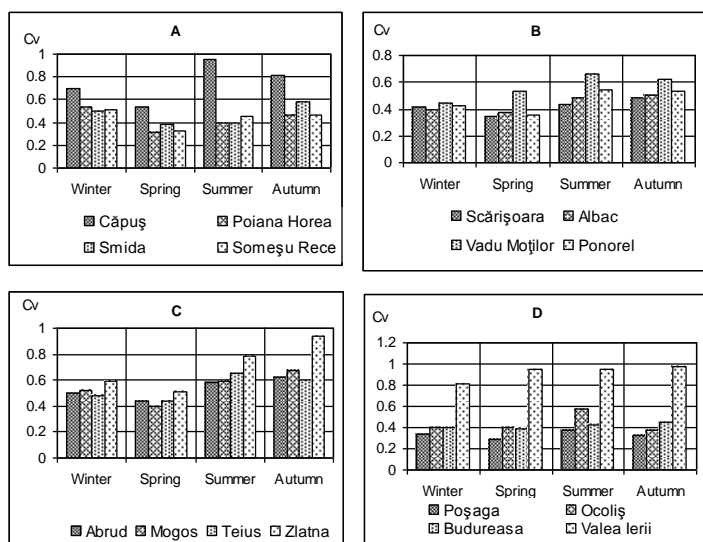 Cv
A
1
0.8
0.6
0.4
0.2
0
Winter Spring Summer Autumn
Căpuş Poiana Horea
Smida Someşu Rece
Cv
B
0.8
0.6
0.4
0.2
0
Winter Spring Summer Autumn
Scărişoara Albac
Vadu Moţilor Ponorel
Cv
C
1
0.8
0.6
0.4
0.2
0
Winter Spring Summer Autumn
Abrud Mogos Teius Zlatna
Cv
D
1.2
1
0.8
0.6
0.4
0.2
0
Winter Spring Summer Autumn
Poşaga Ocoliş
Budureasa Valea Ierii